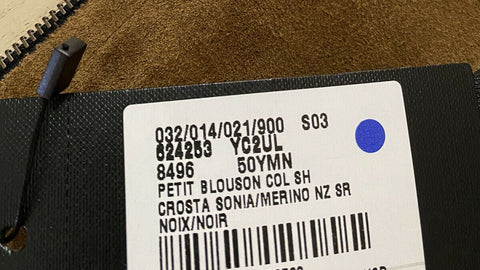 032/014/021/900 S03
624253 YC2UL
8496 50YMN
PETIT BLOUSON COL SH
CROSTA SONIA/MERINO NZ SR
NOIX/NOIR